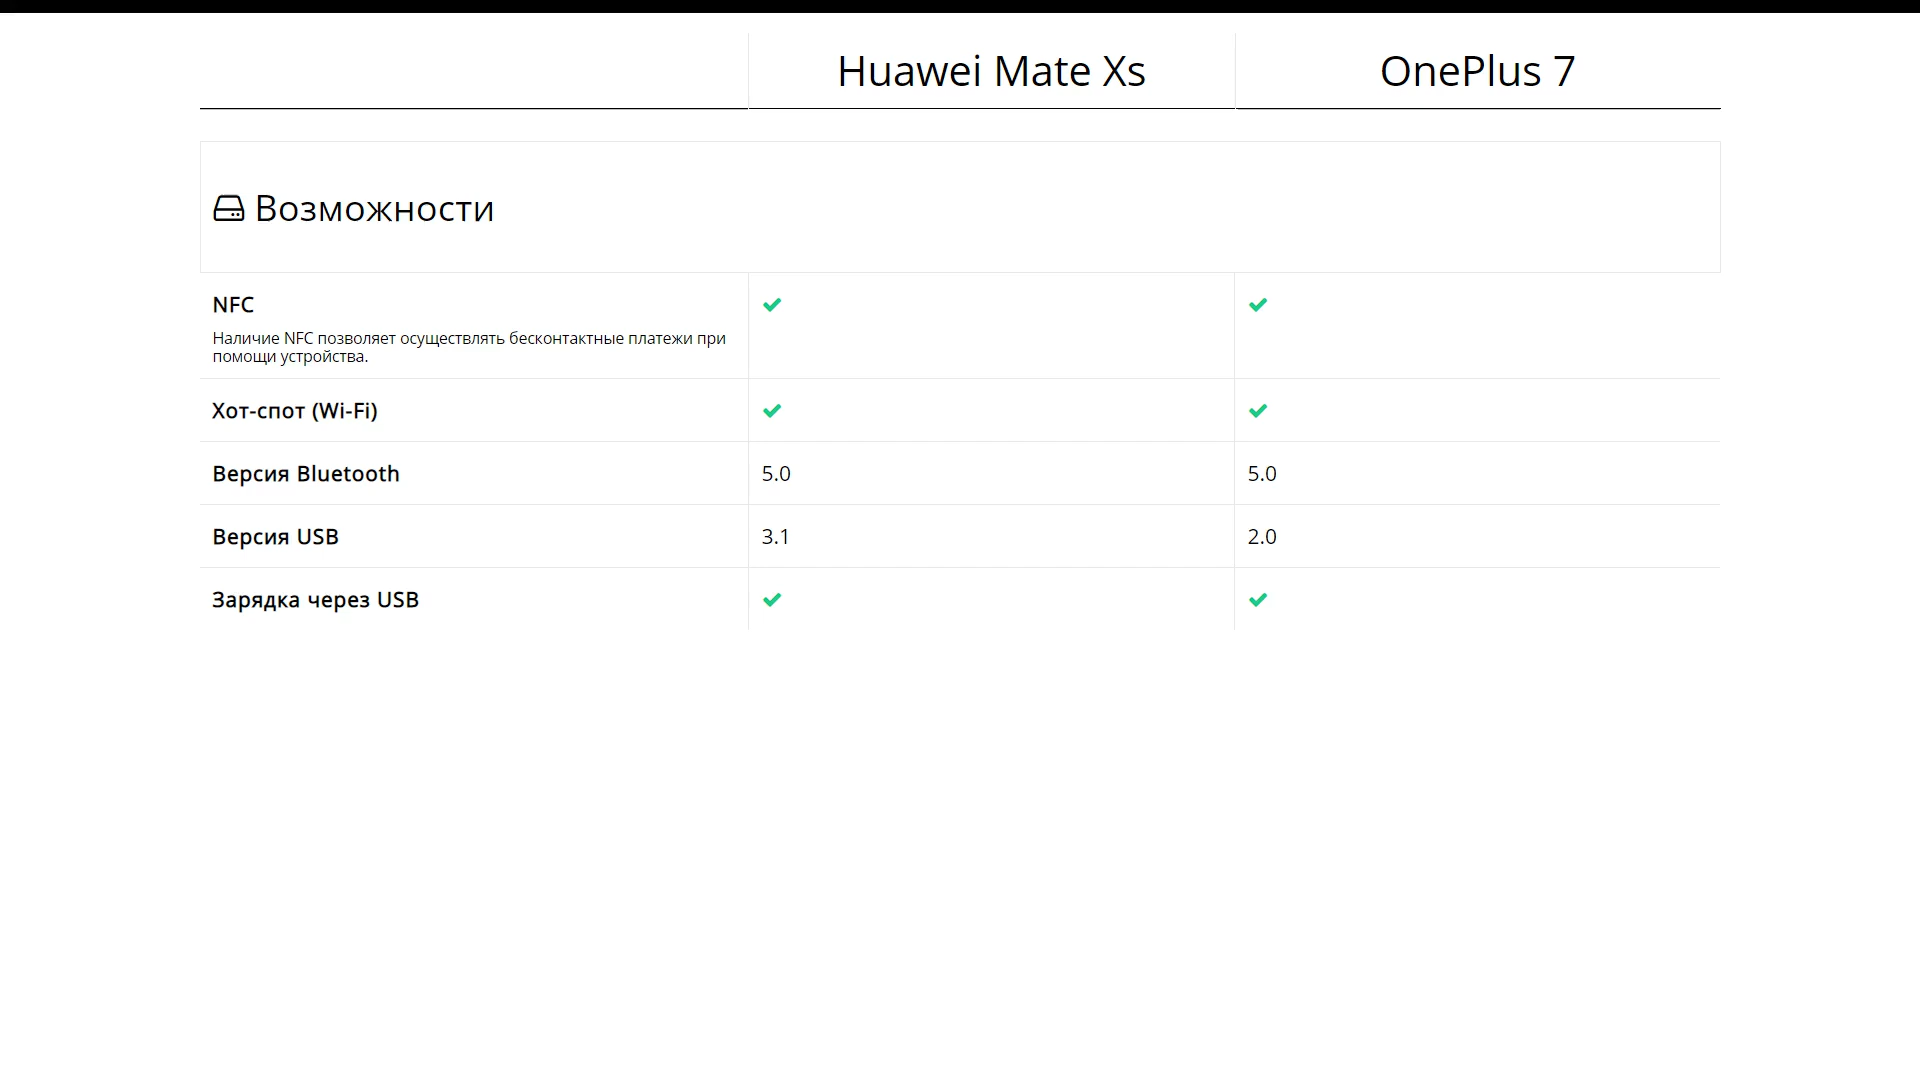 Huawei Mate Xs OnePlus 7
Возможности
NFC
Наличие NFC позволяет осуществлять бесконтактные платежи при
помощи устройства.
Хот-спот (Wi-Fi)
Версия Bluetooth 5.0 5.0
Версия USB 3.1 2.0
Зарядка через USB